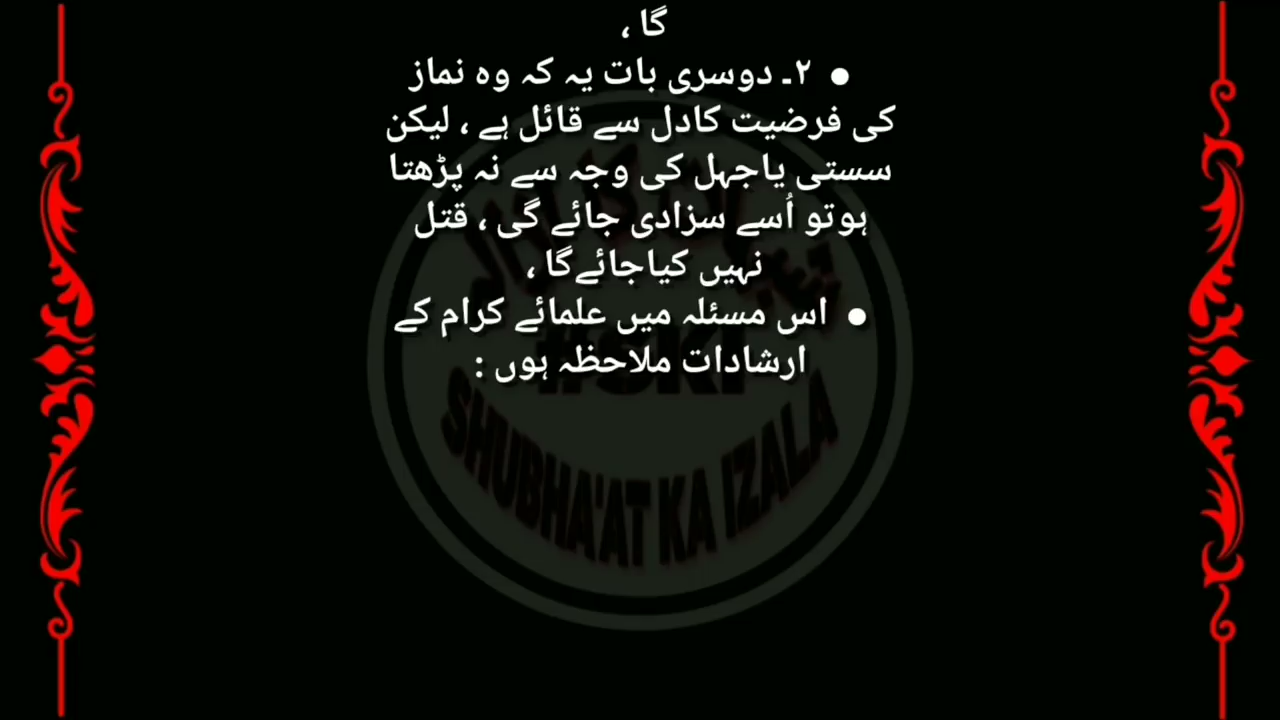 گا ،
● ۲۔ دوسری بات یہ کہ وہ نماز
کی فرضیت کادل سے قائل ہے ، لیکن
سستی یاجہل کی وجہ سے نہ پڑھتا
ہوتو اُسے سزادی جائے گی ، قتل
نہیں کیاجائےگا ،
● اس مسئلہ میں علمائے کرام کے
ارشادات ملاحظہ ہوں :
#SKI
SHUBHA'AT KA IZALA